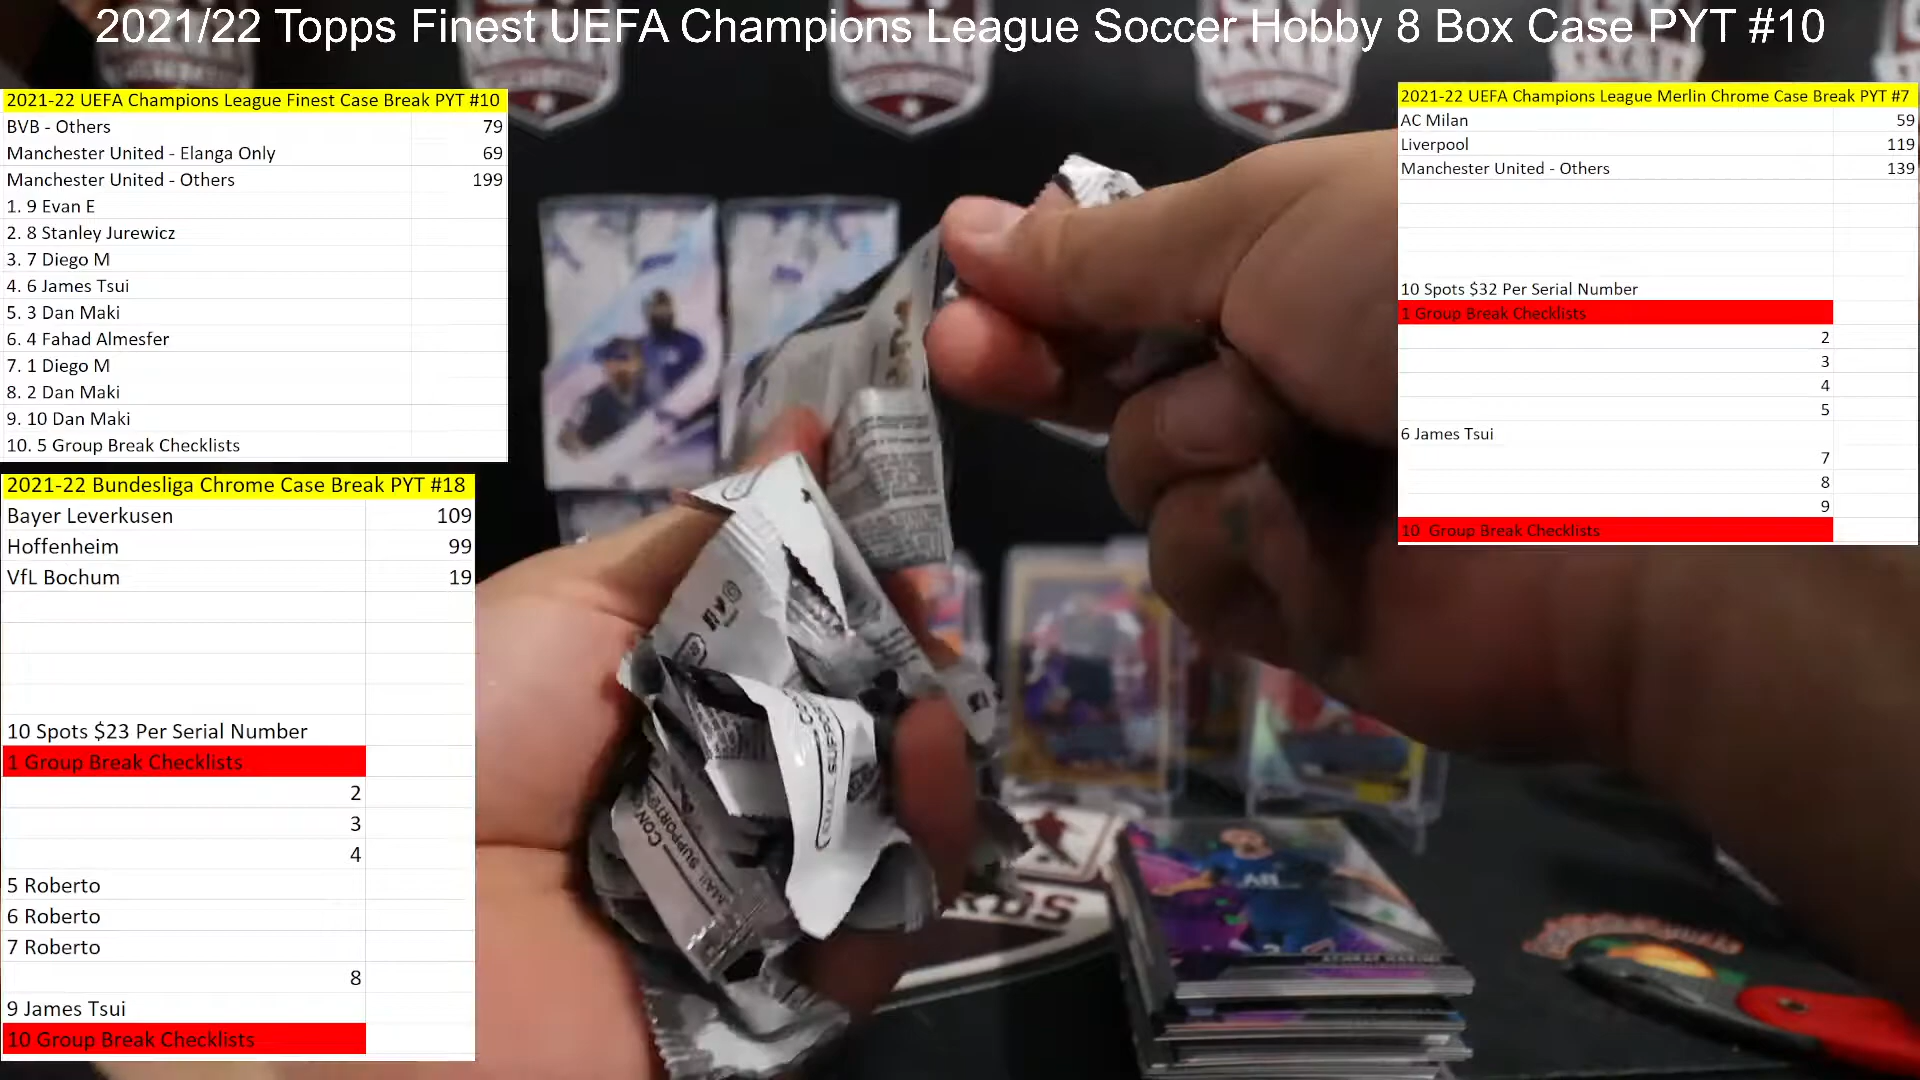 2021/22 Topps Finest UEFA Champions League Soccer Hobby 8 Box Case PYT #10
2021-22 UEFA Champions League Finest Case Break PYT #10
BVB - Others 79
Manchester United - Elanga Only 69
Manchester United - Others 199
1. 9 Evan E
2. 8 Stanley Jurewicz
3. 7 Diego M
4. 6 James Tsui
5. 3 Dan Maki
6. 4 Fahad Almesfer
7. 1 Diego M
8. 2 Dan Maki
9. 10 Dan Maki
10. 5 Group Break Checklists
2021-22 Bundesliga Chrome Case Break PYT #18
Bayer Leverkusen 109
Hoffenheim 99
VfL Bochum 19
10 Spots $23 Per Serial Number
1 Group Break Checklists
2
3
4
5 Roberto
6 Roberto
7 Roberto
8
9 James Tsui
10 Group Break Checklists
2021-22 UEFA Champions League Merlin Chrome Case Break PYT #7
AC Milan 59
Liverpool 119
Manchester United - Others 139
10 Spots $32 Per Serial Number
1 Group Break Checklists
2
3
4
5
6 James Tsui
7
8
9
10 Group Break Checklists